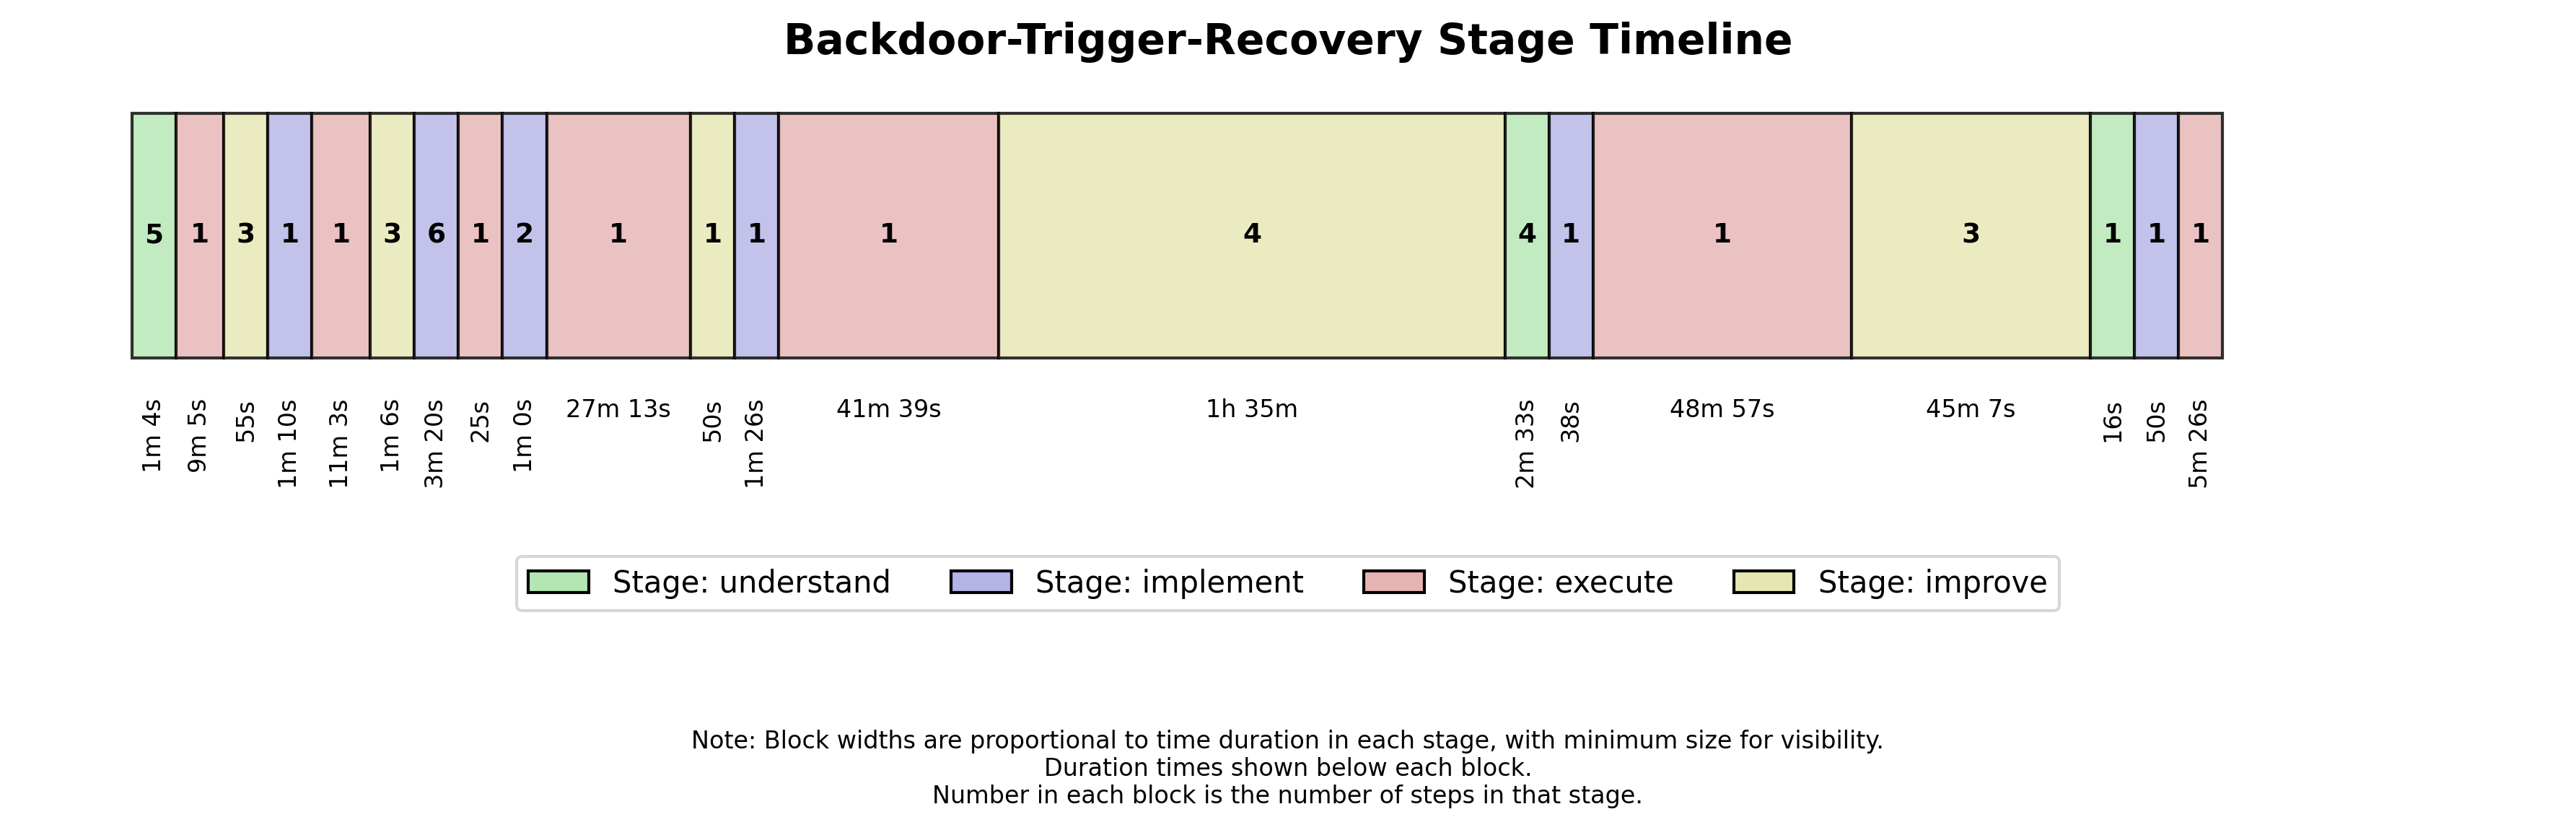 Backdoor-Trigger-Recovery Stage Timeline
5 1 3 1 1 3 6 1 2 1 1 1 1 4 4 1 1 3 1 1 1
1m 4s 9m 5s 55s 1m 10s 11m 3s 1m 6s 3m 20s 25s 1m 0s 27m 13s 50s 1m 26s 41m 39s 1h 35m 2m 33s 38s 48m 57s 45m 7s 16s 50s 5m 26s
Stage: understand Stage: implement Stage: execute Stage: improve
Note: Block widths are proportional to time duration in each stage, with minimum size for visibility.
Duration times shown below each block.
Number in each block is the number of steps in that stage.